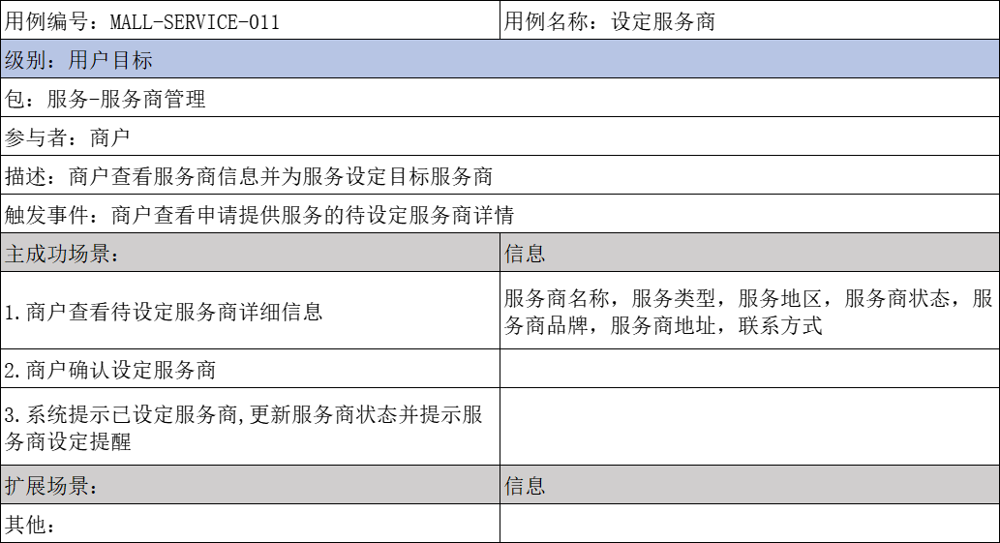 用例编号：MALL-SERVICE-011
用例名称：设定服务商
级别：用户目标
包：服务-服务商管理
参与者：商户
描述：商户查看服务商信息并为服务设定目标服务商
触发事件：商户查看申请提供服务的待设定服务商详情
主成功场景：
信息
1.商户查看待设定服务商详细信息
服务商名称，服务类型，服务地区，服务商状态，服
务商品牌，服务商地址，联系方式
2.商户确认设定服务商
3.系统提示已设定服务商,更新服务商状态并提示服
务商设定提醒
扩展场景：
信息
其他：